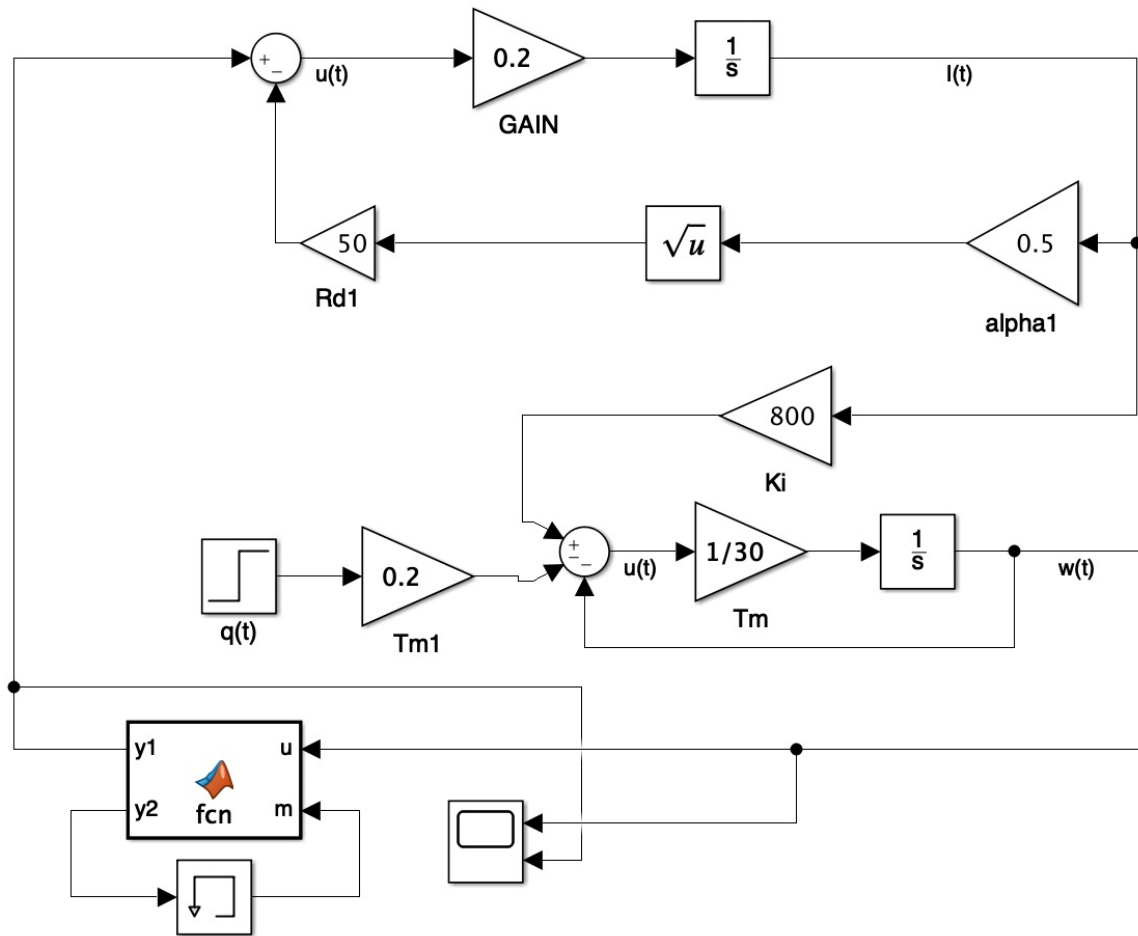 +
−
u(t)
0.2
GAIN
1
s
I(t)
50
Rd1
√u
0.5
alpha1
800
Ki
q(t)
0.2
Tm1
+
−
−
u(t)
1/30
Tm
1
s
w(t)
y1
u
y2
fcn
m